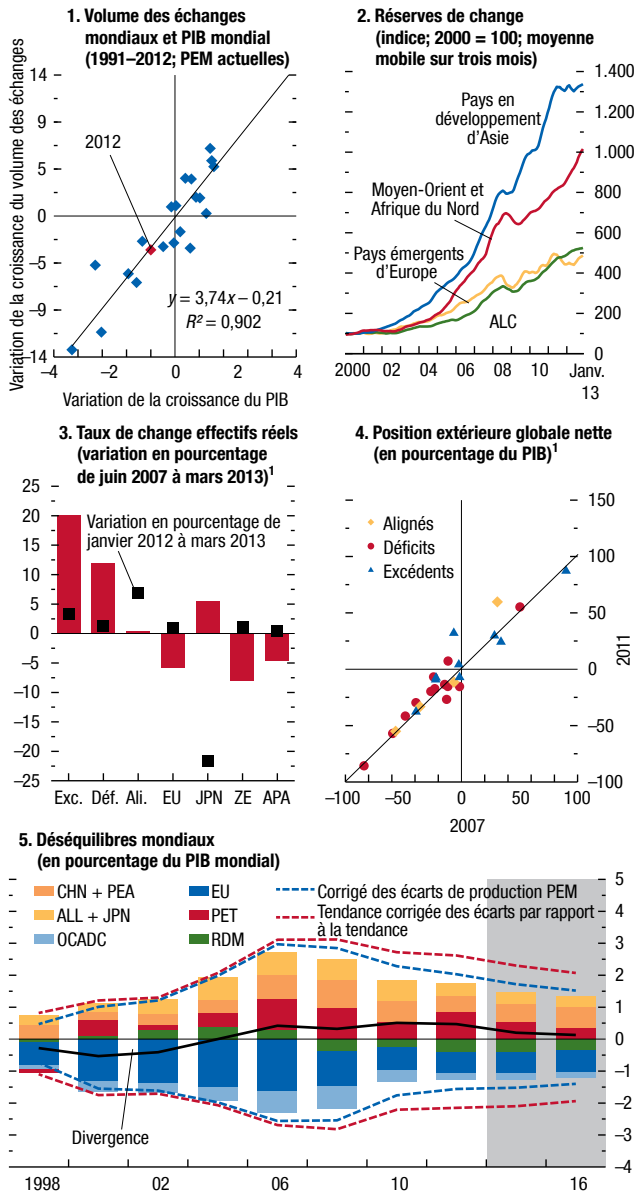 1. Volume des échanges
mondiaux et PIB mondial
(1991–2012; PEM actuelles)
Variation de la croissance du volume des échanges
14
9
5
0
–5
–9
–14
2012
y = 3,74x – 0,21
R² = 0,902
–4 –2 0 2 4
Variation de la croissance du PIB
2. Réserves de change
(indice; 2000 = 100; moyenne
mobile sur trois mois)
1.400
1.200
1.000
800
600
400
200
0
Pays en
développement
d'Asie
Moyen-Orient et
Afrique du Nord
Pays émergents
d'Europe
ALC
2000 02 04 06 08 10 Janv.
13
3. Taux de change effectifs réels
(variation en pourcentage
de juin 2007 à mars 2013)¹
25
20
15
10
5
0
–5
–10
–15
–20
–25
Variation en pourcentage de
janvier 2012 à mars 2013
Exc. Déf. Ali. EU JPN ZE APA
4. Position extérieure globale nette
(en pourcentage du PIB)¹
Alignés
Déficits
Excédents
150
100
50
0
–50
–100
2011
–100 –50 0 50 100
2007
5. Déséquilibres mondiaux
(en pourcentage du PIB mondial)
CHN + PEA EU Corrigé des écarts de production PEM
ALL + JPN PET Tendance corrigée des écarts par rapport
à la tendance
OCADC RDM
5
4
3
2
1
0
–1
–2
–3
–4
Divergence
1998 02 06 10 16